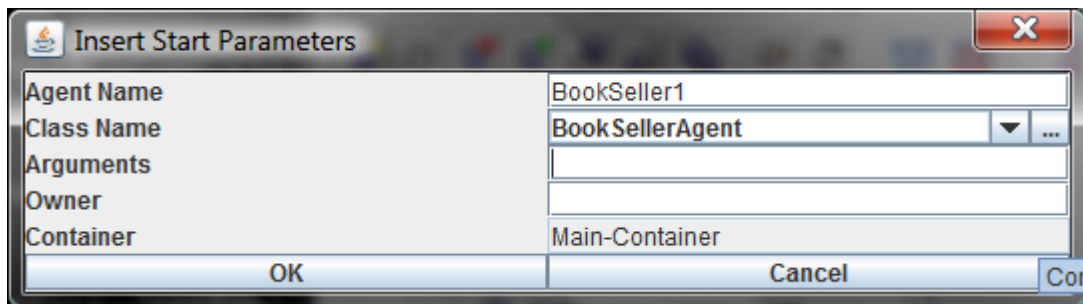 Insert Start Parameters
Agent Name BookSeller1
Class Name BookSellerAgent ...
Arguments
Owner
Container Main-Container
OK Cancel